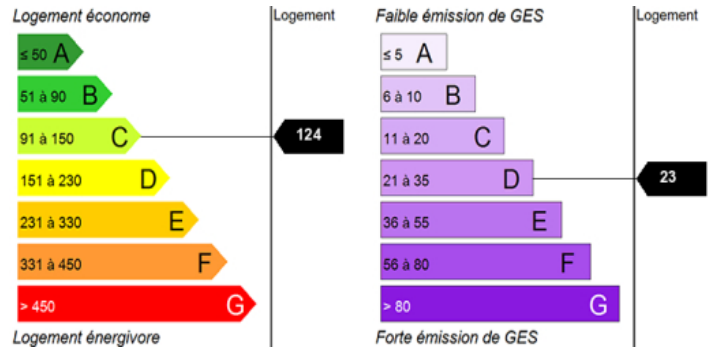 Logement économe
Logement
≤ 50 A
51 à 90 B
91 à 150 C
124
151 à 230 D
231 à 330 E
331 à 450 F
> 450 G
Logement énergivore
Faible émission de GES
Logement
≤ 5 A
6 à 10 B
11 à 20 C
21 à 35 D
23
36 à 55 E
56 à 80 F
> 80 G
Forte émission de GES